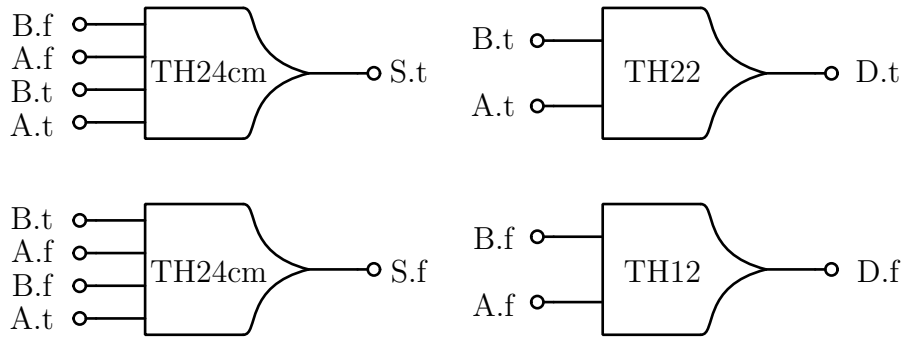 B.f
A.f
B.t
A.t
TH24cm
S.t
B.t
A.t
TH22
D.t
B.t
A.f
B.f
A.t
TH24cm
S.f
B.f
A.f
TH12
D.f